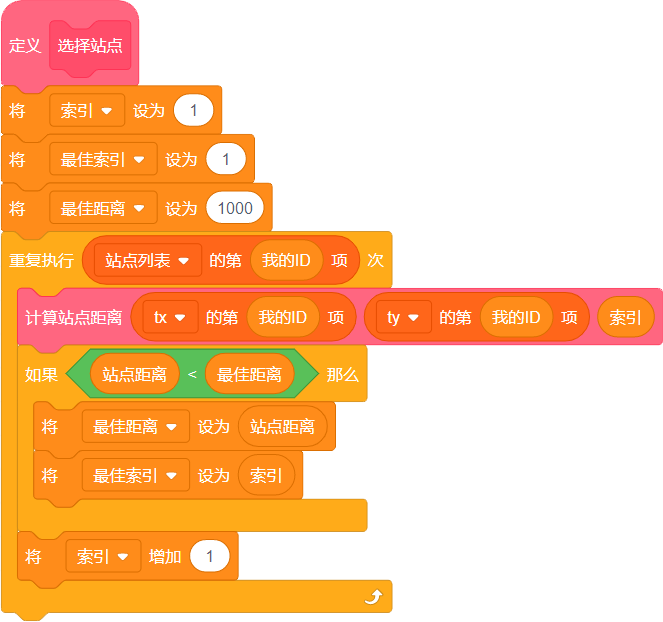 定义 选择站点
将 索引 设为 1
将 最佳索引 设为 1
将 最佳距离 设为 1000
重复执行 站点列表 的第 我的ID 项 次
计算站点距离 tx 的第 我的ID 项 ty 的第 我的ID 项 索引
如果 站点距离 < 最佳距离 那么
将 最佳距离 设为 站点距离
将 最佳索引 设为 索引
将 索引 增加 1